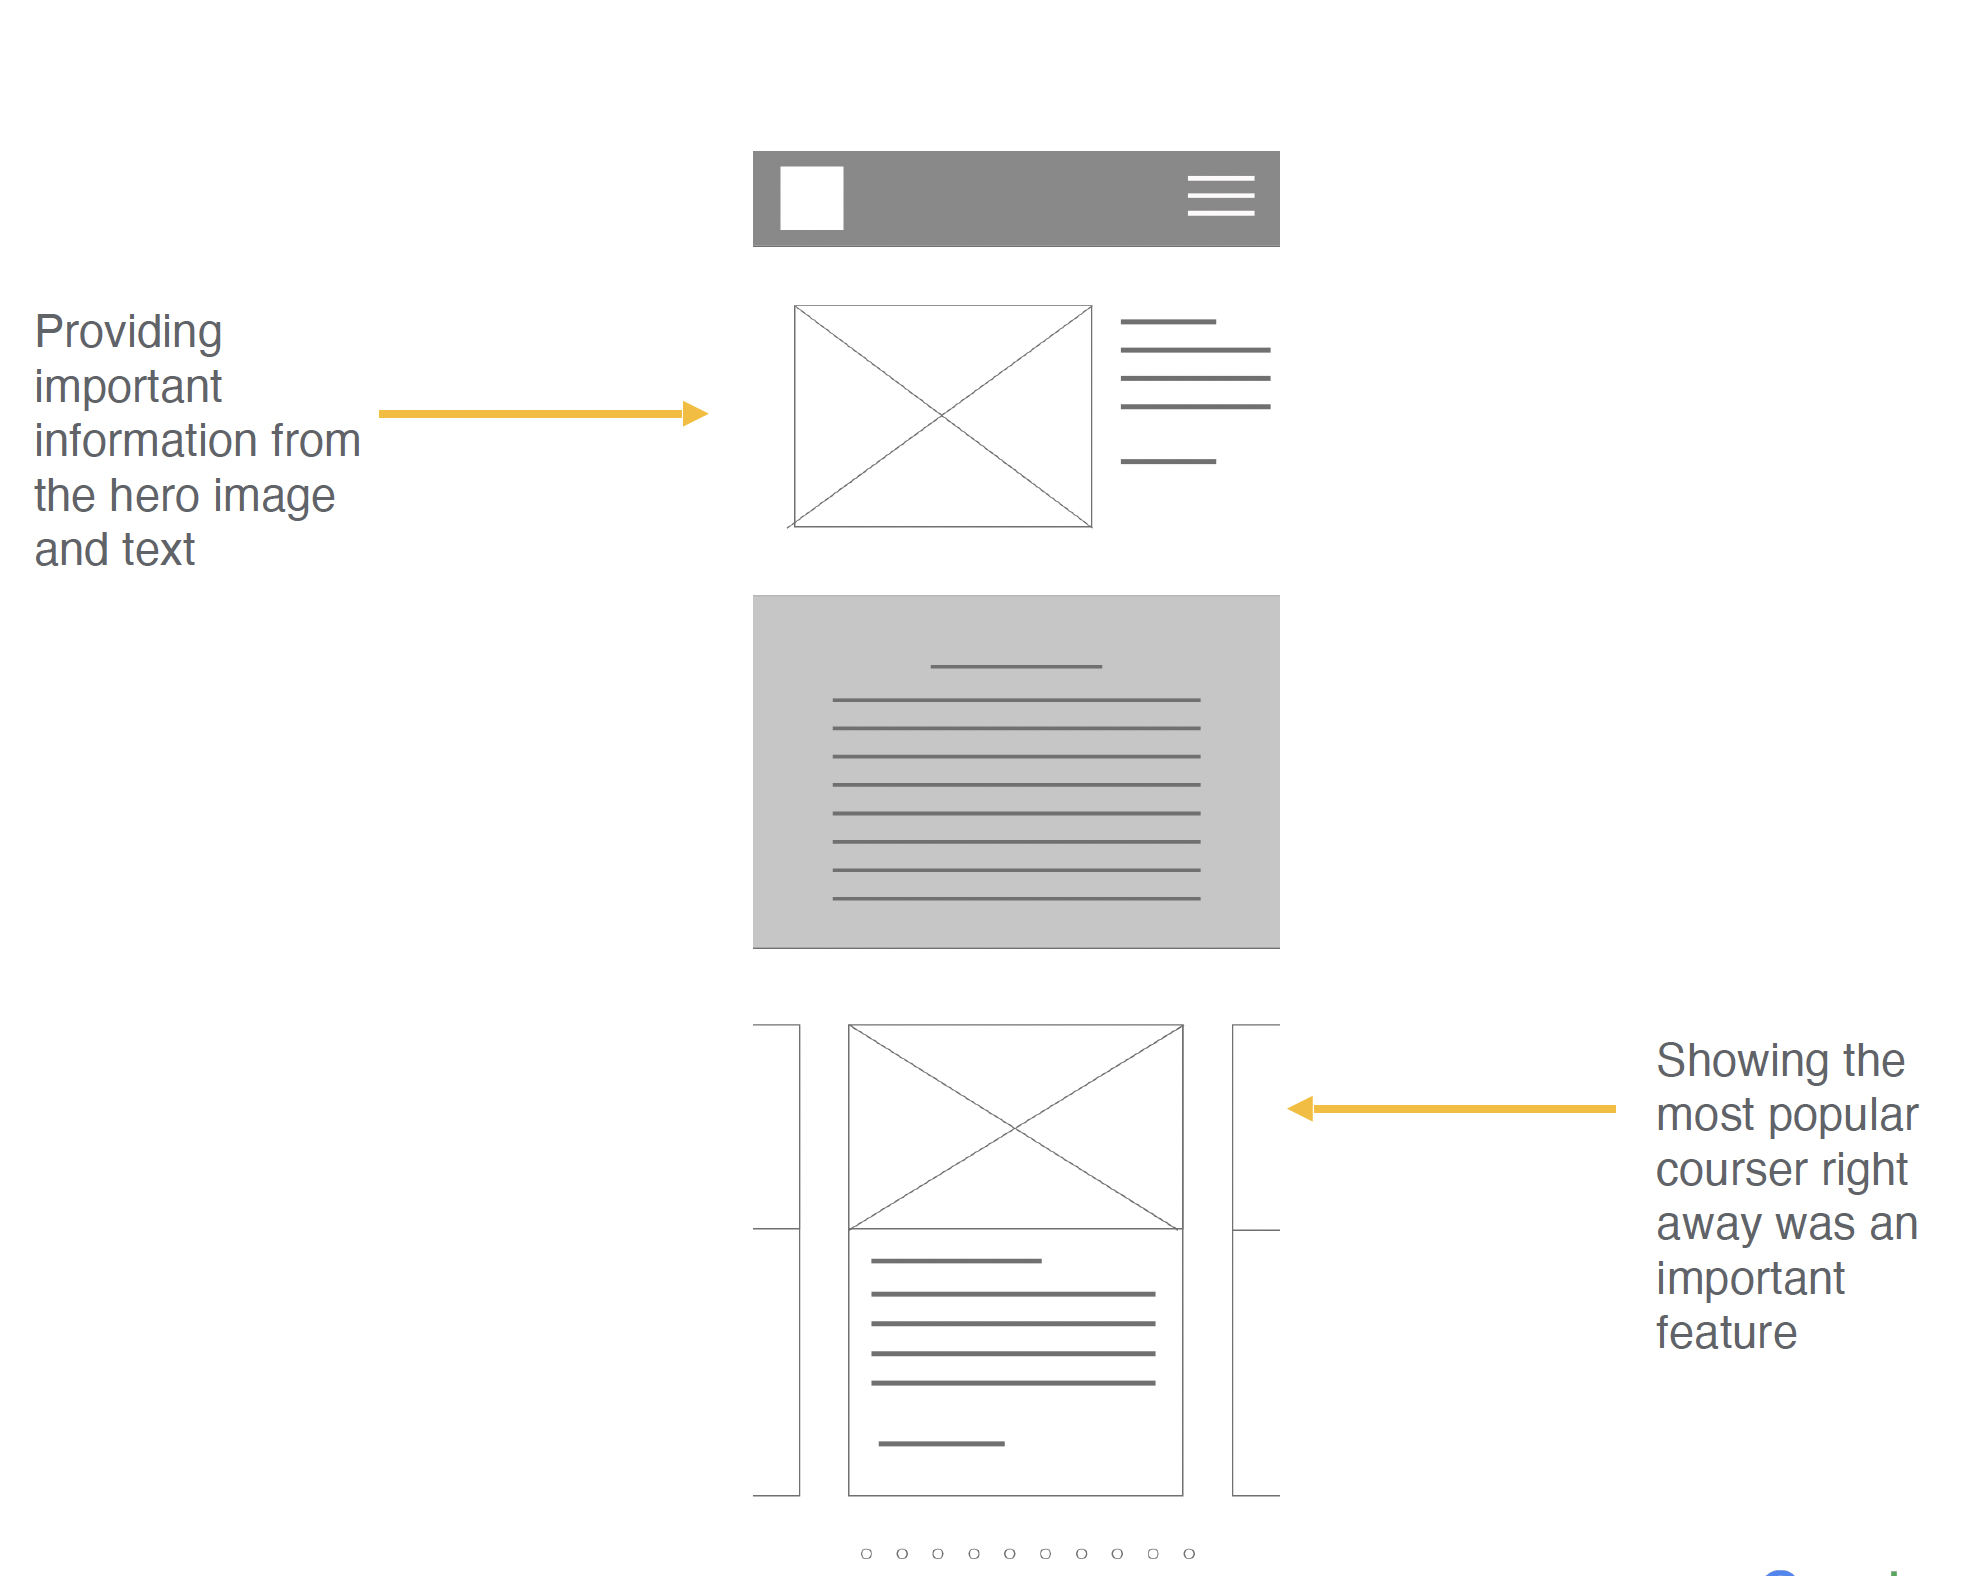 Providing
important
information from
the hero image
and text
Showing the
most popular
courser right
away was an
important
feature